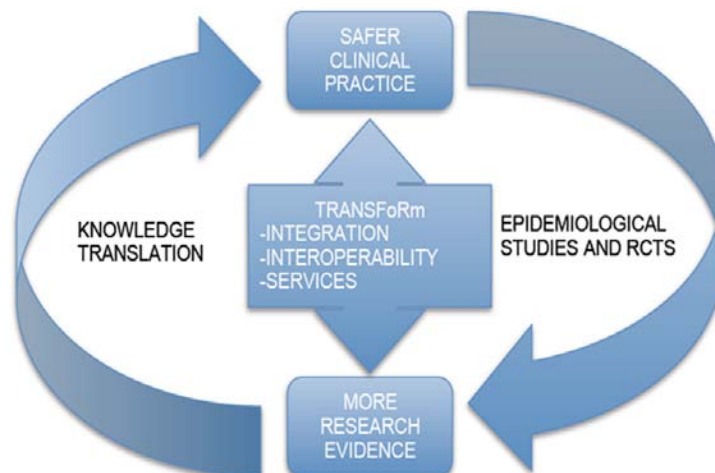 SAFER
CLINICAL
PRACTICE
KNOWLEDGE
TRANSLATION
TRANSFoRm
-INTEGRATION
-INTEROPERABILITY
-SERVICES
EPIDEMIOLOGICAL
STUDIES AND RCTS
MORE
RESEARCH
EVIDENCE